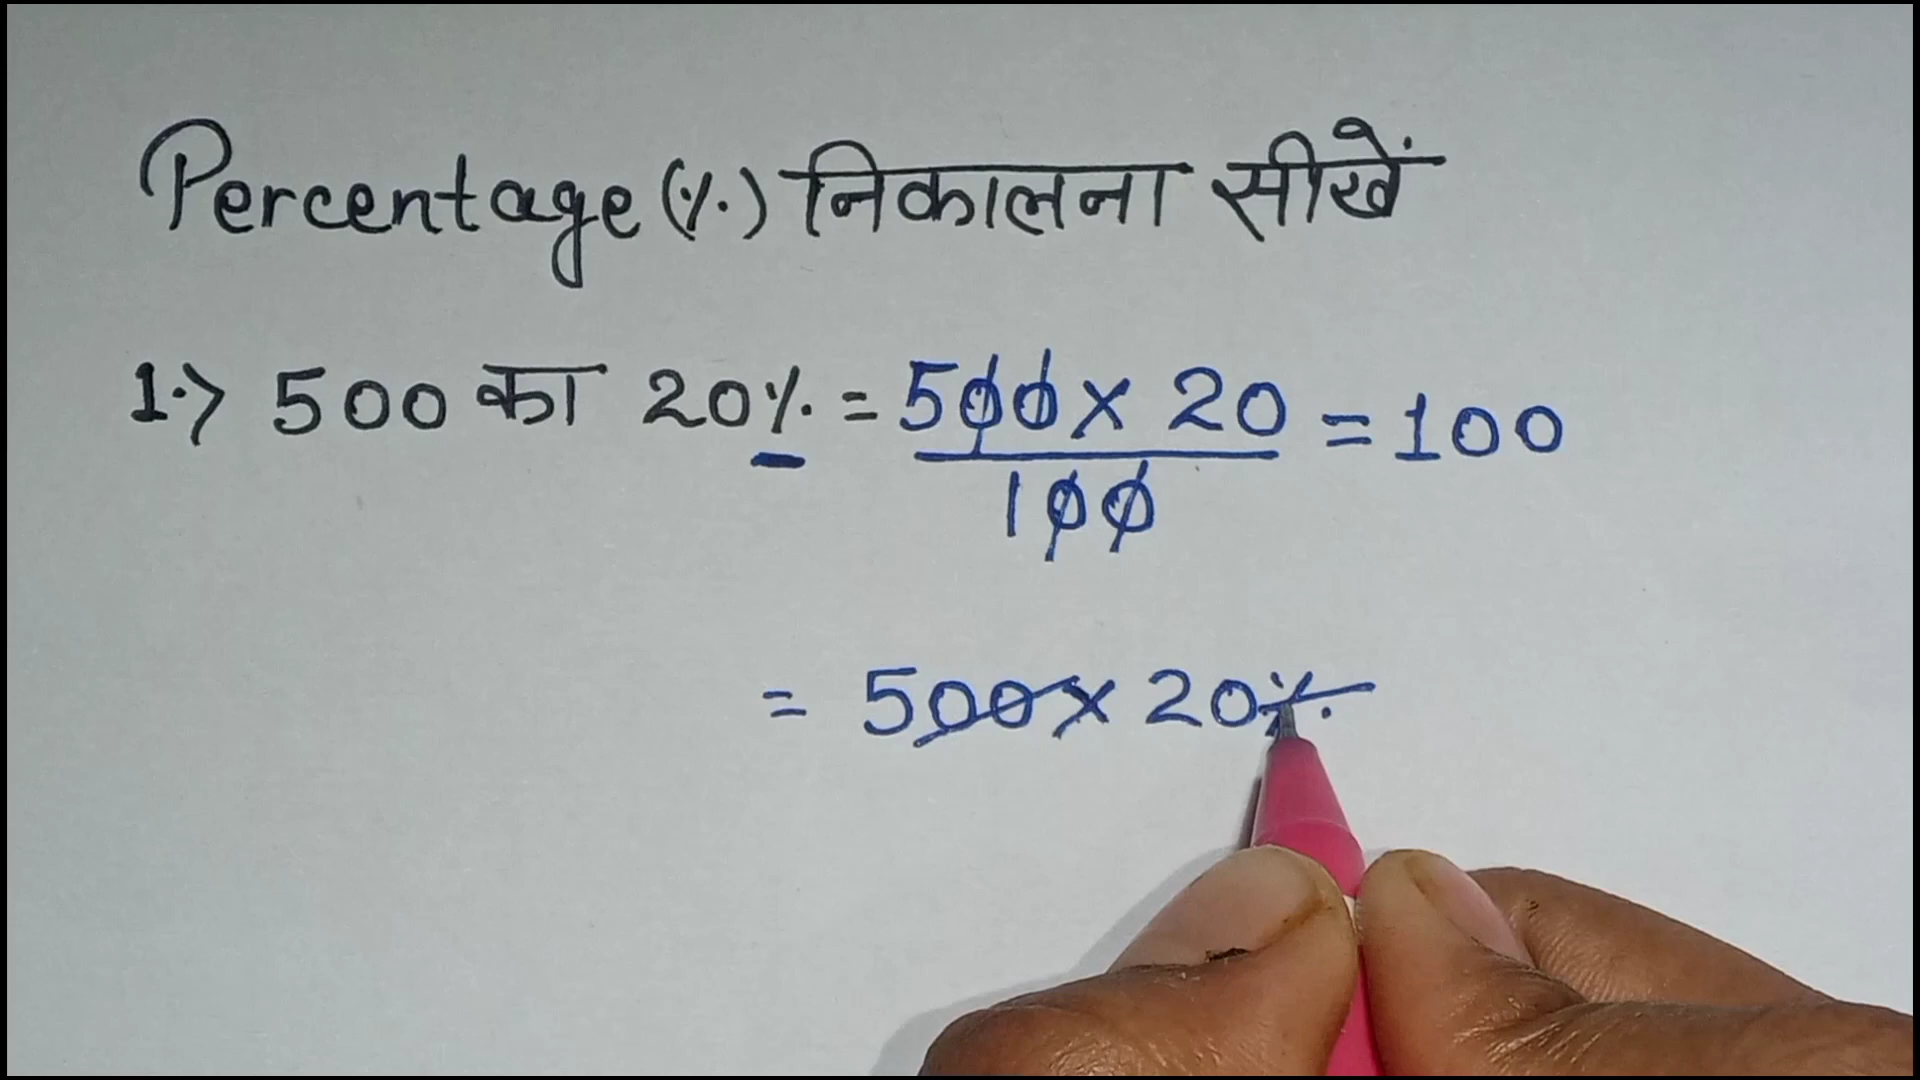 Percentage (%) निकालना सीखें
1.> 500 का 20% = 500 x 20 = 100
100
= 500 x 20%